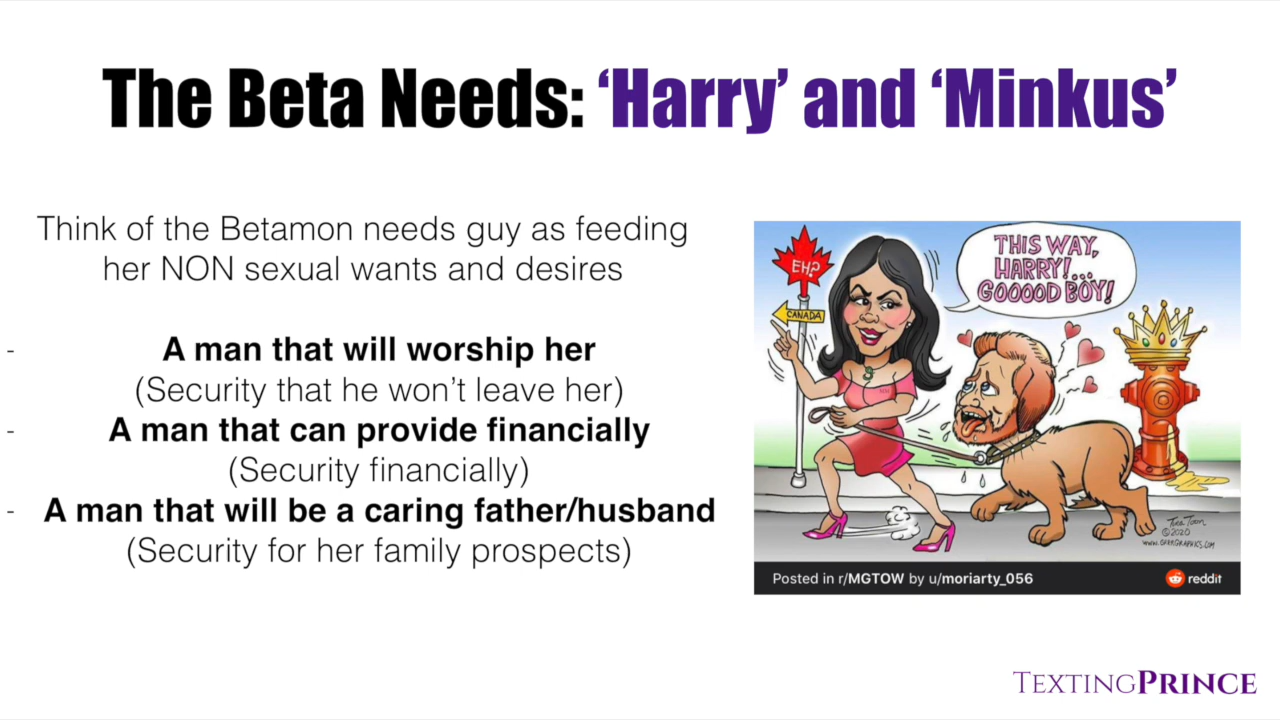 The Beta Needs: ‘Harry’ and ‘Minkus’
Think of the Betamon needs guy as feeding
her NON sexual wants and desires
- A man that will worship her
(Security that he won’t leave her)
- A man that can provide financially
(Security financially)
- A man that will be a caring father/husband
(Security for her family prospects)
EH?
CANADA
THIS WAY,
HARRY!...
GOOOOD BOY!
Tina Toon
©2020
Posted in r/MGTOW by u/moriarty_056
reddit
TEXTINGPRINCE